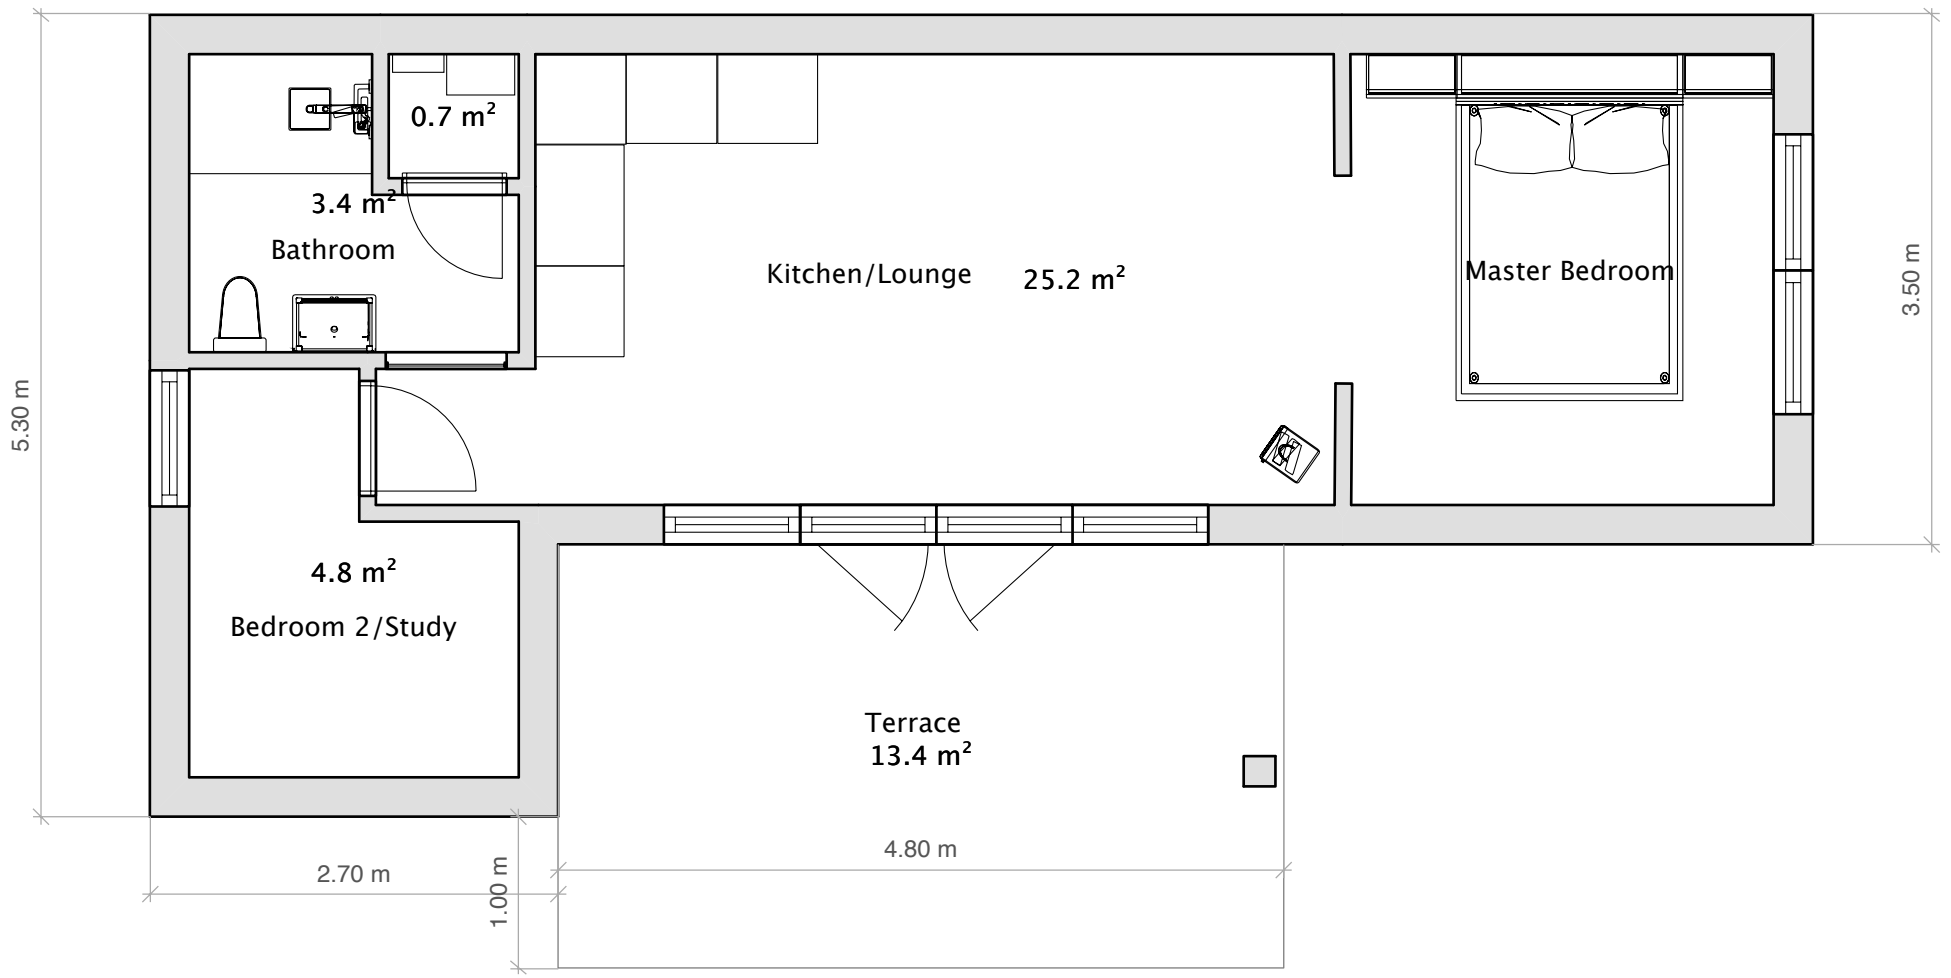 0.7 m²
3.4 m²
Bathroom
Kitchen/Lounge
25.2 m²
Master Bedroom
3.50 m
5.30 m
4.8 m²
Bedroom 2/Study
Terrace
13.4 m²
4.80 m
2.70 m
1.00 m